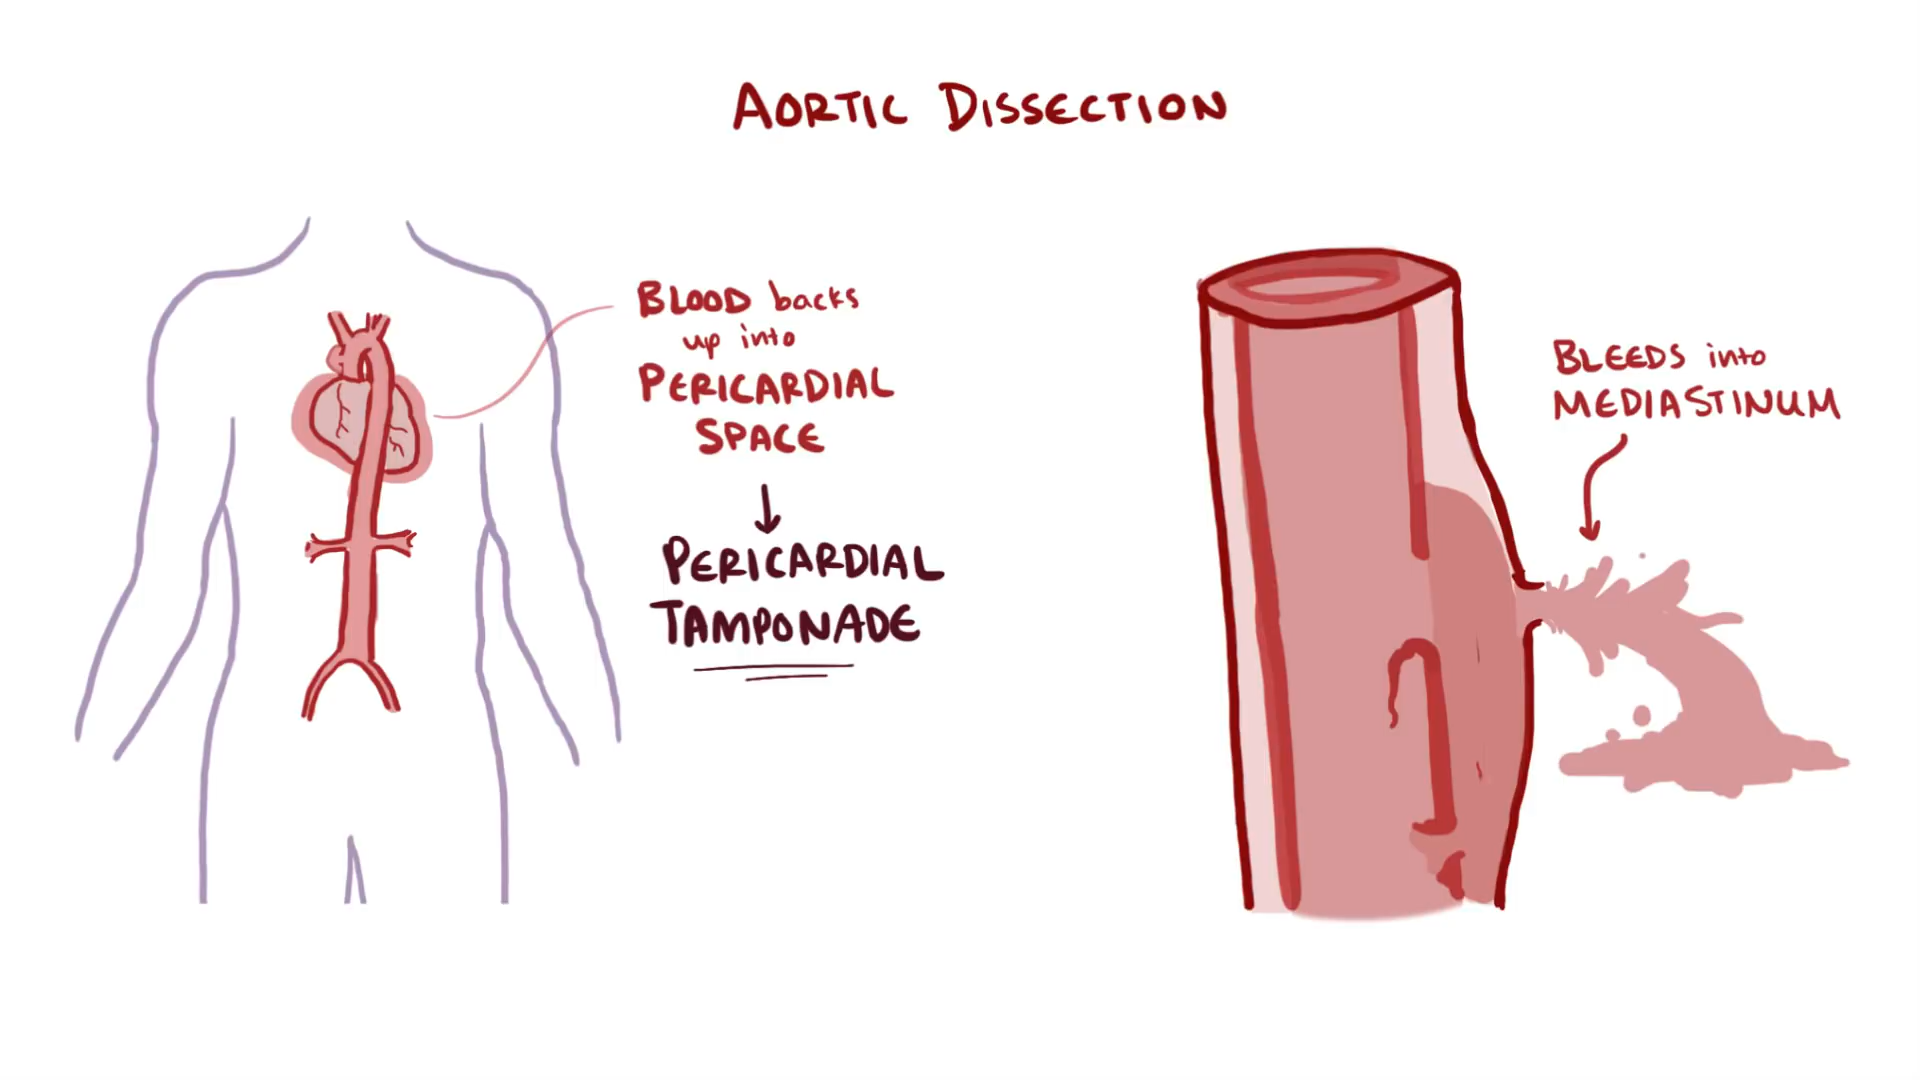 AORTIC DISSECTION
BLOOD backs
up into
PERICARDIAL
SPACE
PERICARDIAL
TAMPONADE
BLEEDS into
MEDIASTINUM